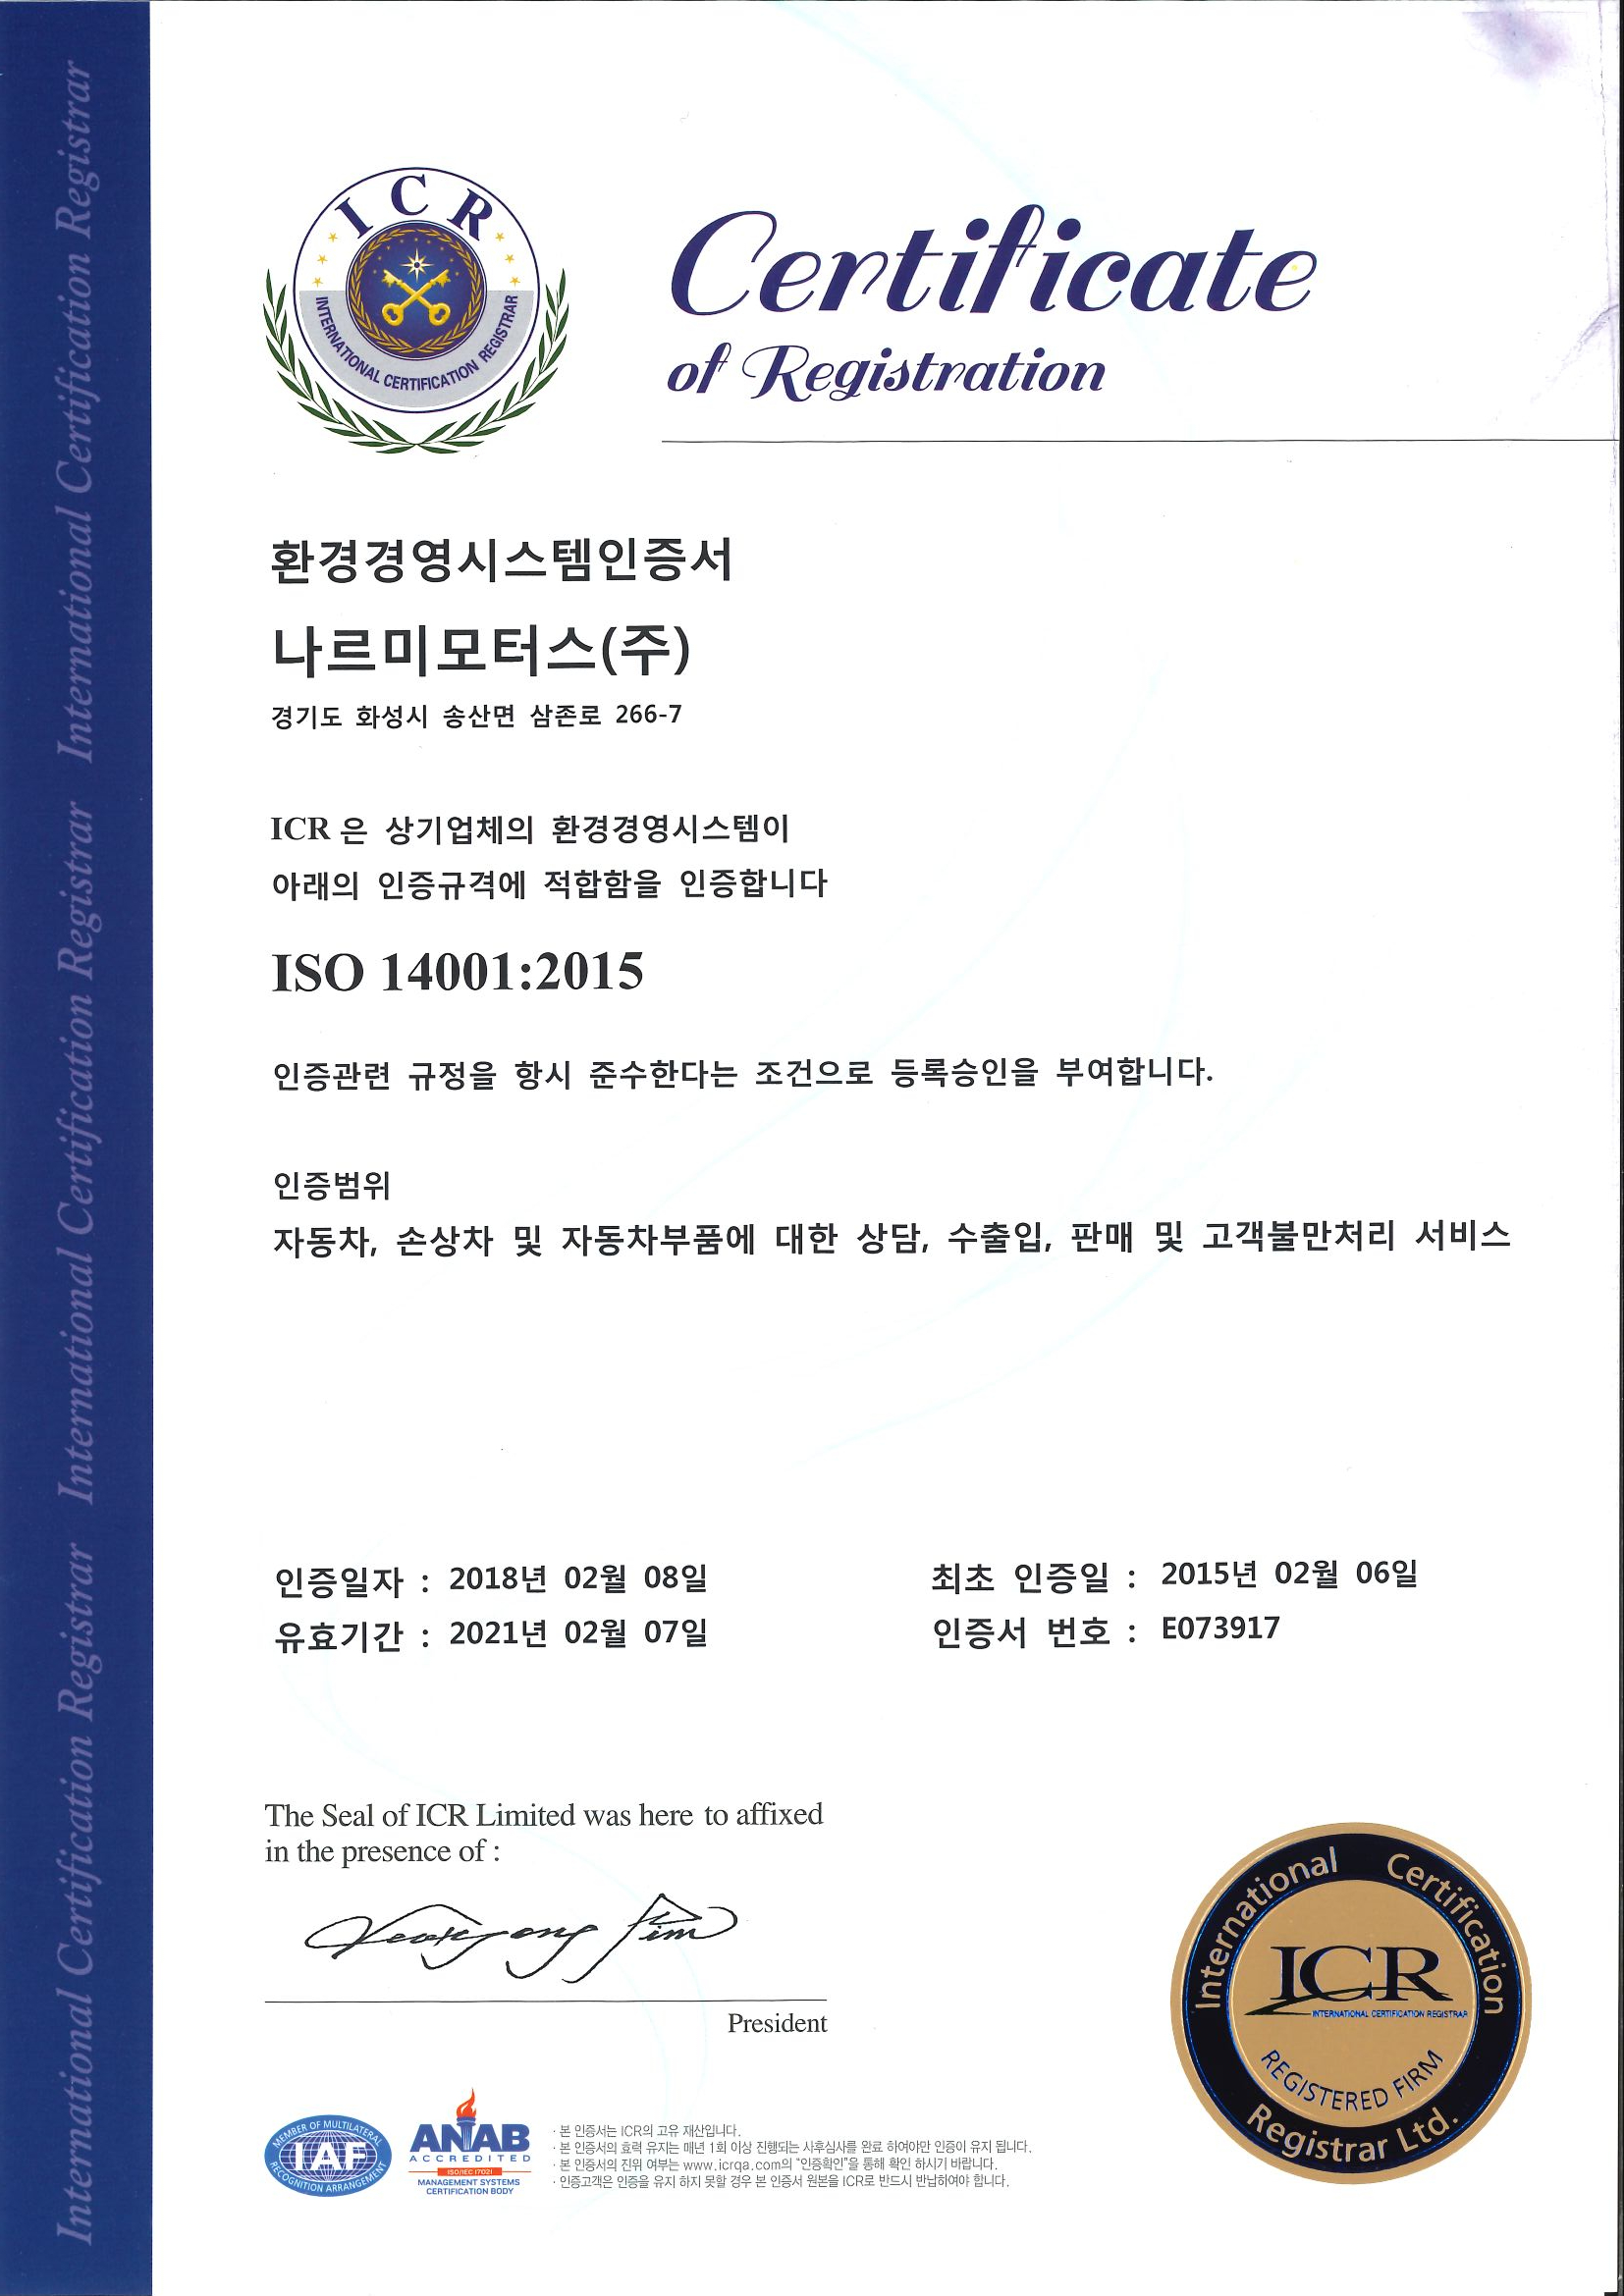 International Certification Registrar International Certification Registrar International Certification Registrar
ICR
INTERNATIONAL CERTIFICATION REGISTRAR
Certificate
of Registration
환경경영시스템인증서
나르미모터스(주)
경기도 화성시 송산면 삼존로 266-7
ICR 은 상기업체의 환경경영시스템이
아래의 인증규격에 적합함을 인증합니다
ISO 14001:2015
인증관련 규정을 항시 준수한다는 조건으로 등록승인을 부여합니다.
인증범위
자동차, 손상차 및 자동차부품에 대한 상담, 수출입, 판매 및 고객불만처리 서비스
인증일자 : 2018년 02월 08일
최초 인증일 : 2015년 02월 06일
유효기간 : 2021년 02월 07일
인증서 번호 : E073917
The Seal of ICR Limited was here to affixed
in the presence of :
President
MEMBER OF MULTILATERAL
IAF
RECOGNITION ARRANGEMENT
ANAB
ACCREDITED
ISO/IEC 17021
MANAGEMENT SYSTEMS
CERTIFICATION BODY
· 본 인증서는 ICR의 고유 재산입니다.
· 본 인증서의 효력 유지는 매년 1회 이상 진행되는 사후심사를 완료 하여야만 인증이 유지 됩니다.
· 본 인증서의 진위 여부는 www.icrqa.com의 "인증확인"을 통해 확인 하시기 바랍니다.
· 인증고객은 인증을 유지 하지 못할 경우 본 인증서 원본을 ICR로 반드시 반납하여야 합니다.
International Certification
ICR
INTERNATIONAL CERTIFICATION REGISTRAR
REGISTERED FIRM
Registrar Ltd.